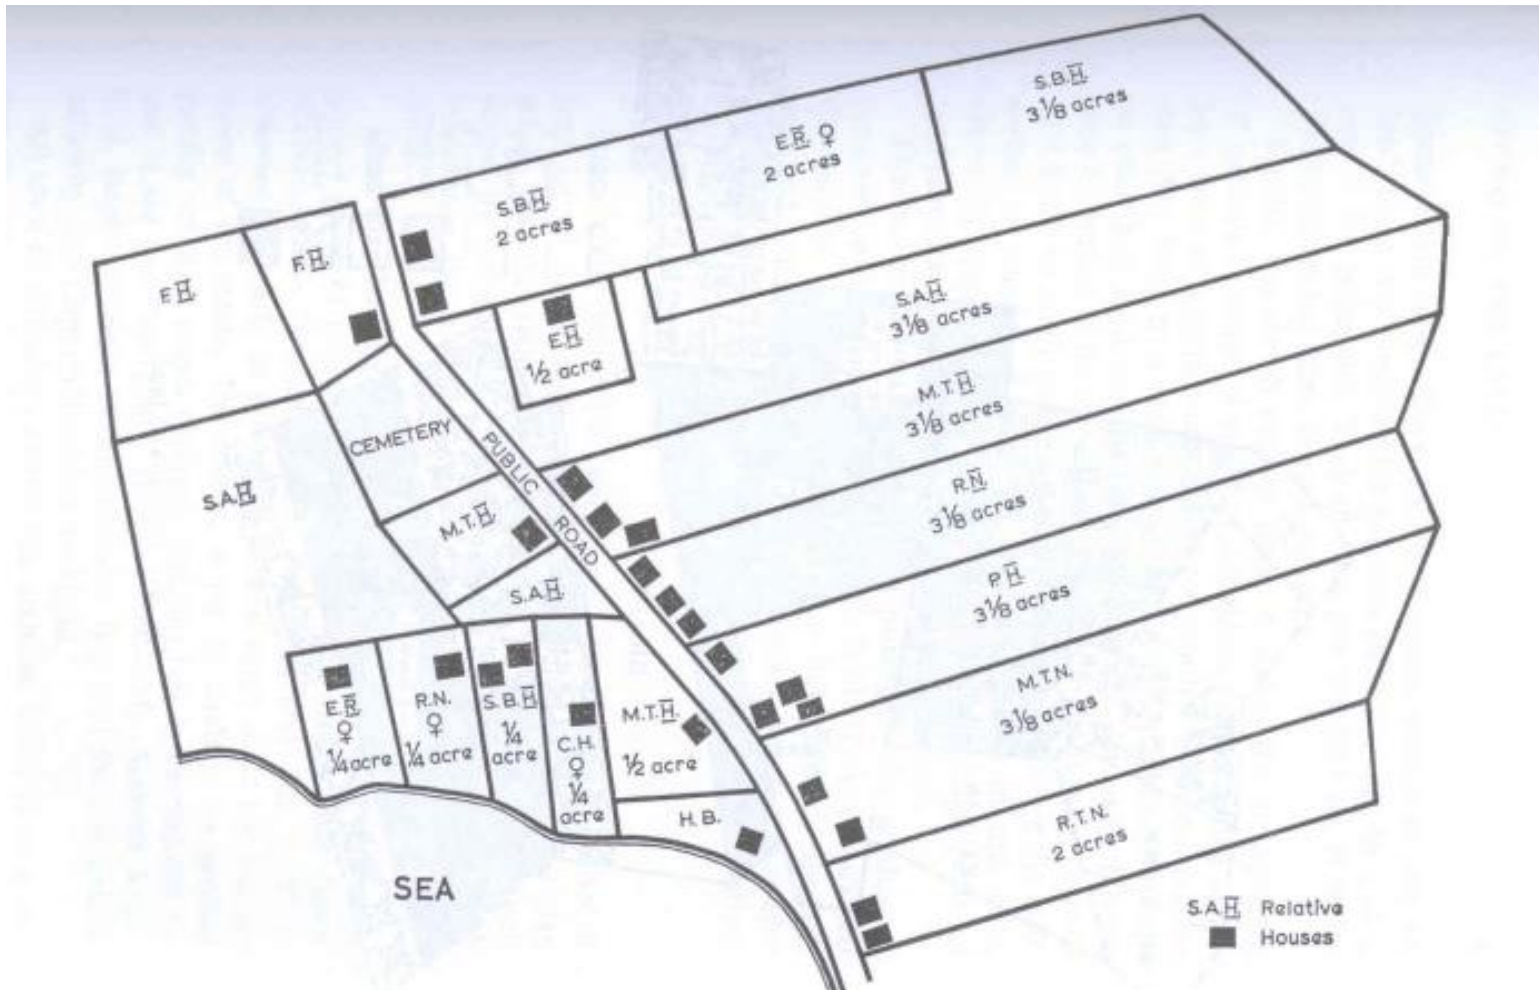 S.B.H.
3 1/8 acres
E.R. ♀
2 acres
S.B.H.
2 acres
E.H.
F.H.
E.H.
1/2 acre
S.A.H.
3 1/8 acres
M.T.H.
3 1/8 acres
CEMETERY
PUBLIC ROAD
S.A.H.
M.T.H.
R.N.
3 1/8 acres
S.A.H.
P.H.
3 1/8 acres
E.R.
♀
1/4 acre
R.N.
♀
1/4 acre
S.B.H.
1/4
acre
C.H.
♀
1/4
acre
M.T.H.
1/2 acre
M.T.N.
3 1/8 acres
H.B.
R.T.N.
2 acres
SEA
S.A.H. Relative
Houses